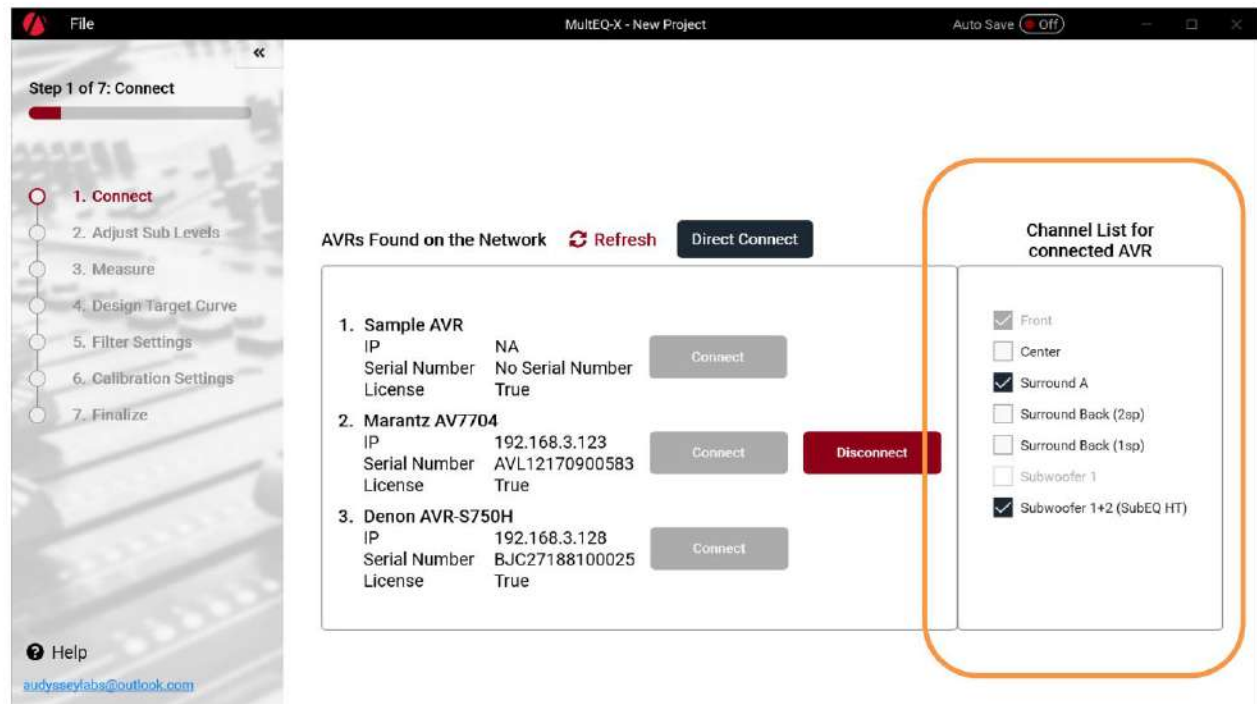 File
MultEQ-X - New Project
Auto Save Off
«
Step 1 of 7: Connect
1. Connect
2. Adjust Sub Levels
3. Measure
4. Design Target Curve
5. Filter Settings
6. Calibration Settings
7. Finalize
Help
audysseylabs@outlook.com
AVRs Found on the Network Refresh Direct Connect
1. Sample AVR
IP NA
Serial Number No Serial Number
License True
Connect
2. Marantz AV7704
IP 192.168.3.123
Serial Number AVL12170900583
License True
Connect Disconnect
3. Denon AVR-S750H
IP 192.168.3.128
Serial Number BJC27188100025
License True
Connect
Channel List for
connected AVR
Front
Center
Surround A
Surround Back (2sp)
Surround Back (1sp)
Subwoofer 1
Subwoofer 1+2 (SubEQ HT)